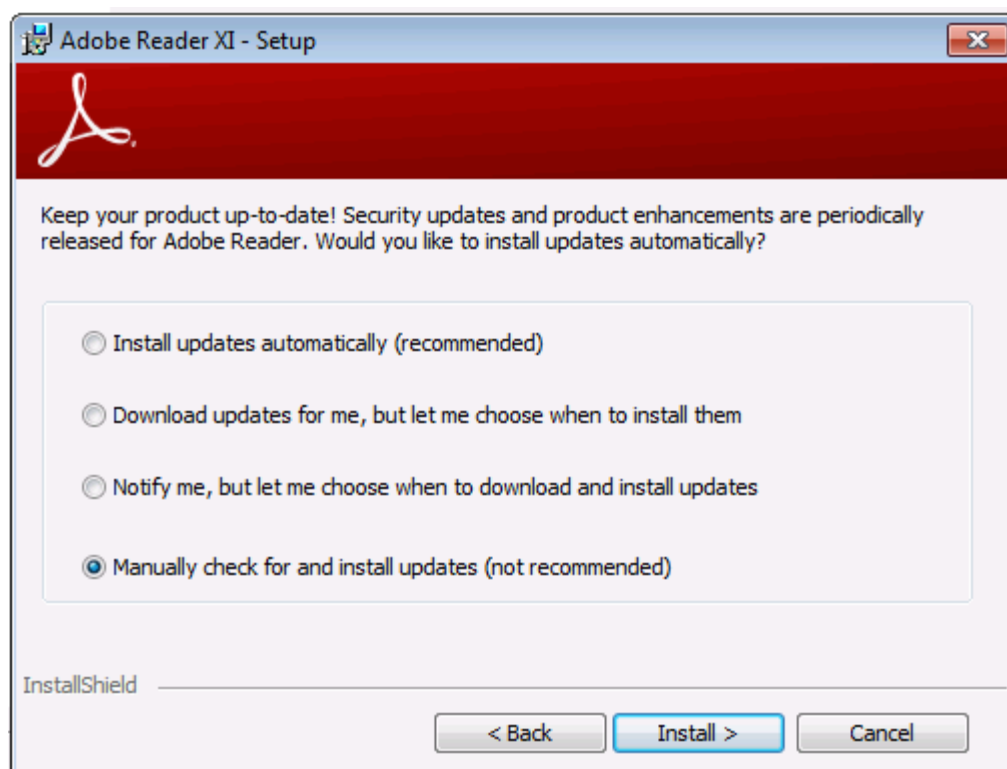 Adobe Reader XI - Setup
Keep your product up-to-date! Security updates and product enhancements are periodically
released for Adobe Reader. Would you like to install updates automatically?
Install updates automatically (recommended)
Download updates for me, but let me choose when to install them
Notify me, but let me choose when to download and install updates
Manually check for and install updates (not recommended)
InstallShield
< Back
Install >
Cancel